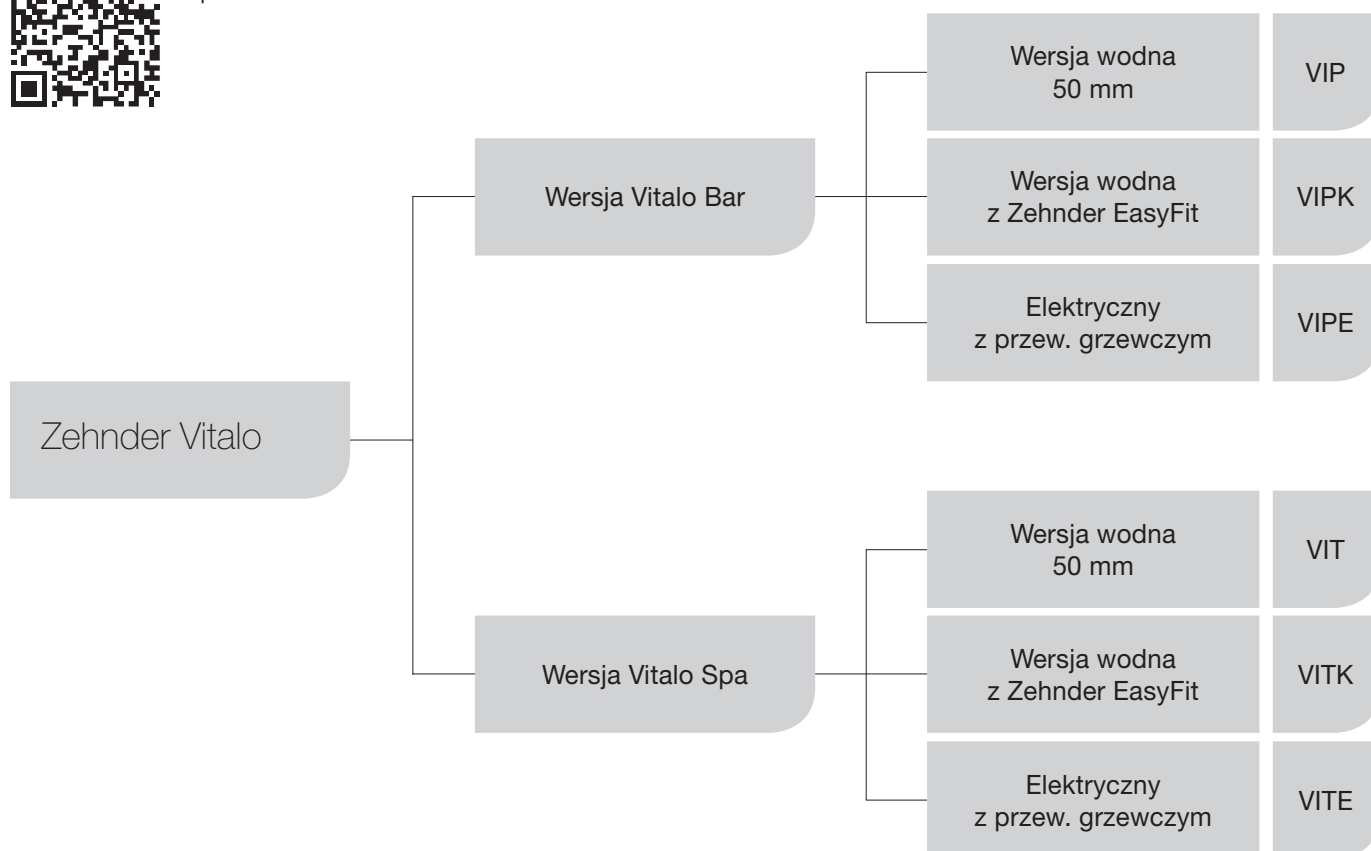 Wersja wodna
50 mm
VIP
Wersja Vitalo Bar
Wersja wodna
z Zehnder EasyFit
VIPK
Elektryczny
z przew. grzewczym
VIPE
Zehnder Vitalo
Wersja wodna
50 mm
VIT
Wersja Vitalo Spa
Wersja wodna
z Zehnder EasyFit
VITK
Elektryczny
z przew. grzewczym
VITE